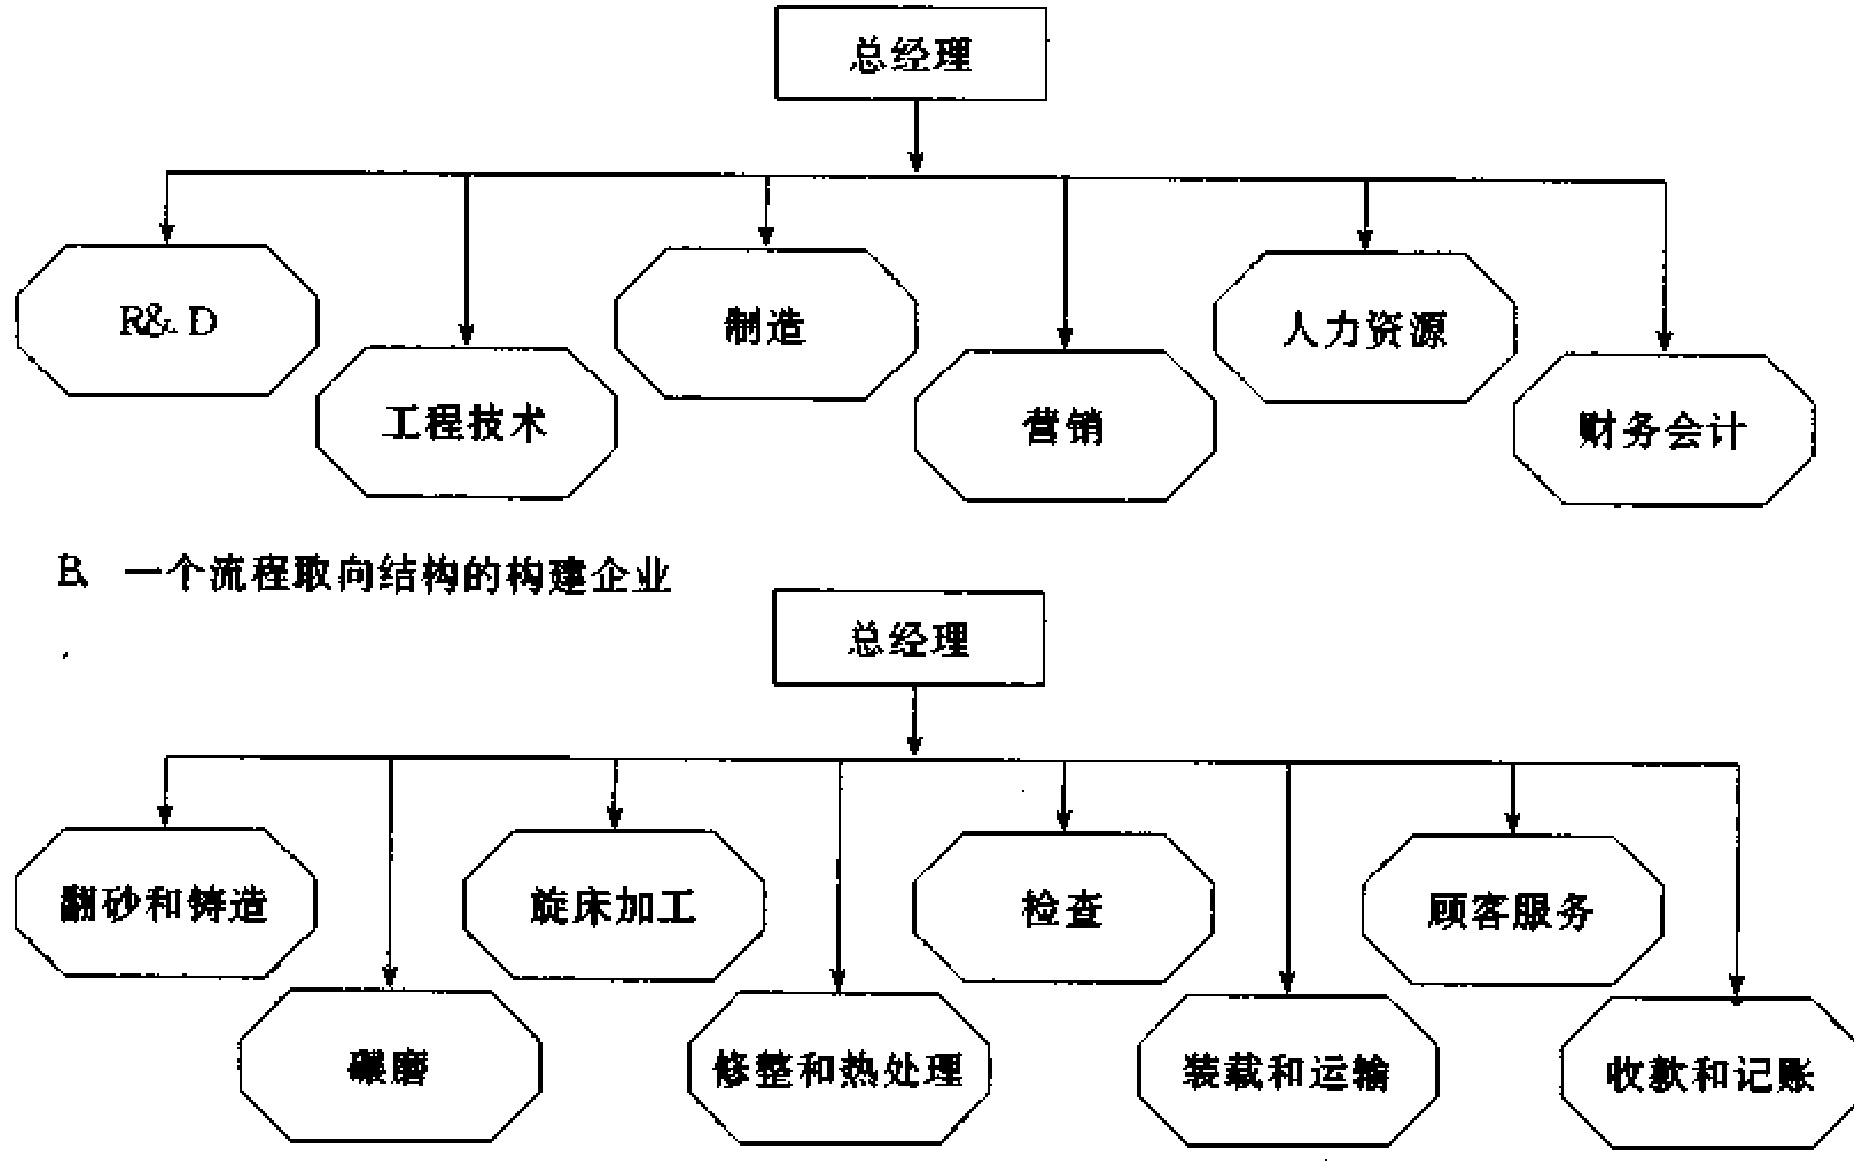 总经理
R&D
制造
人力资源
工程技术
营销
财务会计
B. 一个流程取向结构的构建企业
总经理
翻砂和铸造
旋床加工
检查
顾客服务
碾磨
修整和热处理
装载和运输
收款和记账